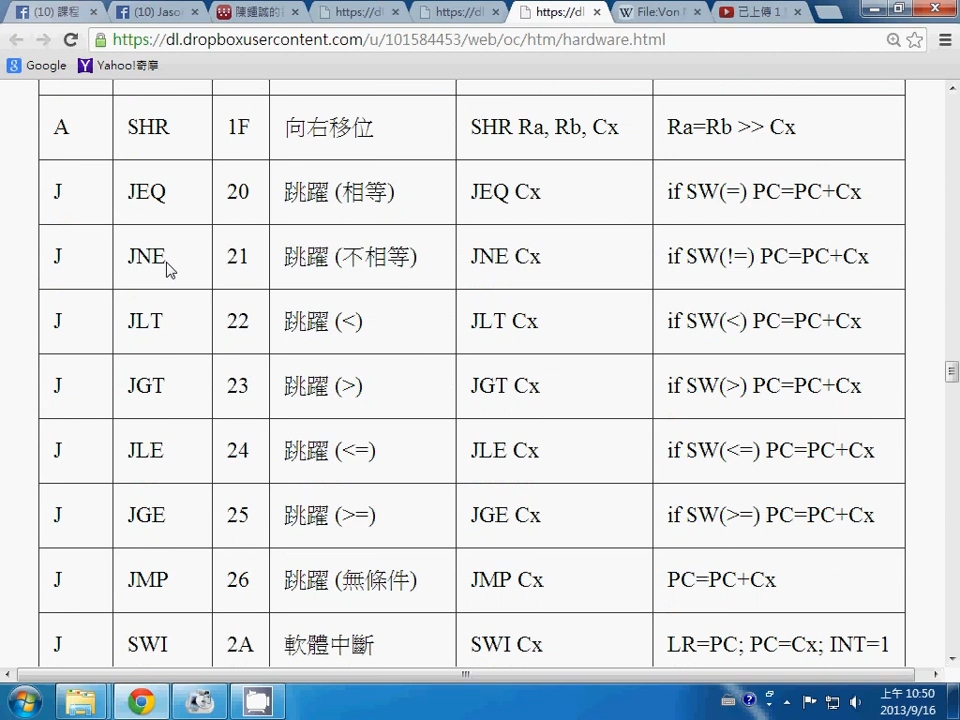 (10) 課程
(10) Jaso
陳鍾誠的
https://dl
https://dl
https://dl
File:Von
已上傳 1
https://dl.dropboxusercontent.com/u/101584453/web/oc/htm/hardware.html
Google
Yahoo!奇摩
A SHR 1F 向右移位 SHR Ra, Rb, Cx Ra=Rb >> Cx
J JEQ 20 跳躍 (相等) JEQ Cx if SW(=) PC=PC+Cx
J JNE 21 跳躍 (不相等) JNE Cx if SW(!=) PC=PC+Cx
J JLT 22 跳躍 (<) JLT Cx if SW(<) PC=PC+Cx
J JGT 23 跳躍 (>) JGT Cx if SW(>) PC=PC+Cx
J JLE 24 跳躍 (<=) JLE Cx if SW(<=) PC=PC+Cx
J JGE 25 跳躍 (>=) JGE Cx if SW(>=) PC=PC+Cx
J JMP 26 跳躍 (無條件) JMP Cx PC=PC+Cx
J SWI 2A 軟體中斷 SWI Cx LR=PC; PC=Cx; INT=1
上午 10:50
2013/9/16